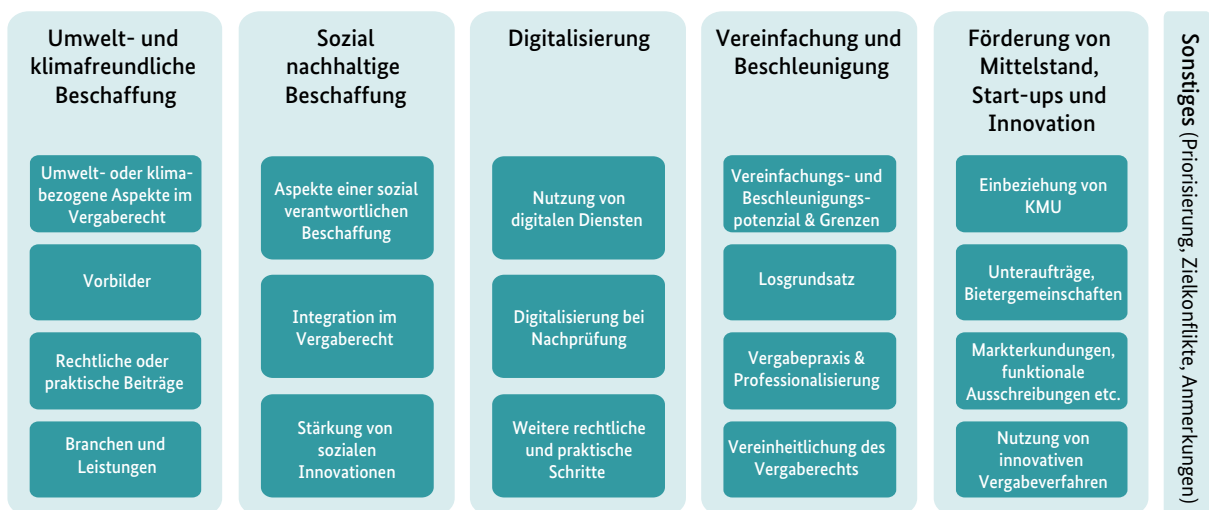 Umwelt- und
klimafreundliche
Beschaffung
Umwelt- oder klima-
bezogene Aspekte im
Vergaberecht
Vorbilder
Rechtliche oder
praktische Beiträge
Branchen und
Leistungen
Sozial
nachhaltige
Beschaffung
Aspekte einer sozial
verantwortlichen
Beschaffung
Integration im
Vergaberecht
Stärkung von
sozialen
Innovationen
Digitalisierung
Nutzung von
digitalen Diensten
Digitalisierung bei
Nachprüfung
Weitere rechtliche
und praktische
Schritte
Vereinfachung und
Beschleunigung
Vereinfachungs- und
Beschleunigungs-
potenzial & Grenzen
Losgrundsatz
Vergabepraxis &
Professionalisierung
Vereinheitlichung des
Vergaberechts
Förderung von
Mittelstand,
Start-ups und
Innovation
Einbeziehung von
KMU
Unteraufträge,
Bietergemeinschaften
Markterkundungen,
funktionale
Ausschreibungen etc.
Nutzung von
innovativen
Vergabeverfahren
Sonstiges (Priorisierung, Zielkonflikte, Anmerkungen)